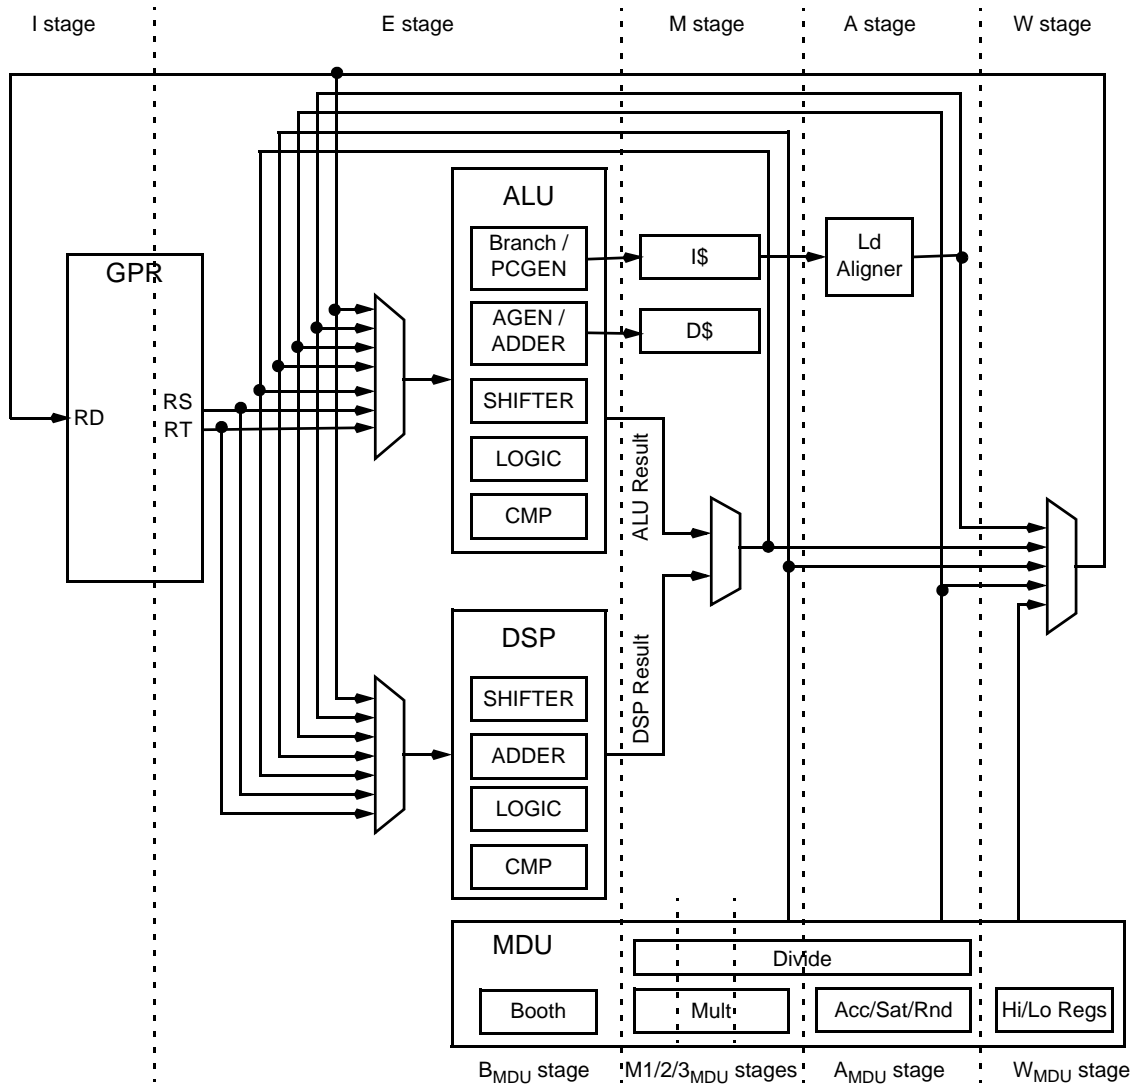 I stage
E stage
M stage
A stage
W stage
GPR
RD
RS
RT
ALU
Branch /
PCGEN
AGEN /
ADDER
SHIFTER
LOGIC
CMP
I$
D$
Ld
Aligner
ALU Result
DSP
SHIFTER
ADDER
LOGIC
CMP
DSP Result
MDU
Divide
Booth
Mult
Acc/Sat/Rnd
Hi/Lo Regs
BMDU stage
M1/2/3MDU stages
AMDU stage
WMDU stage